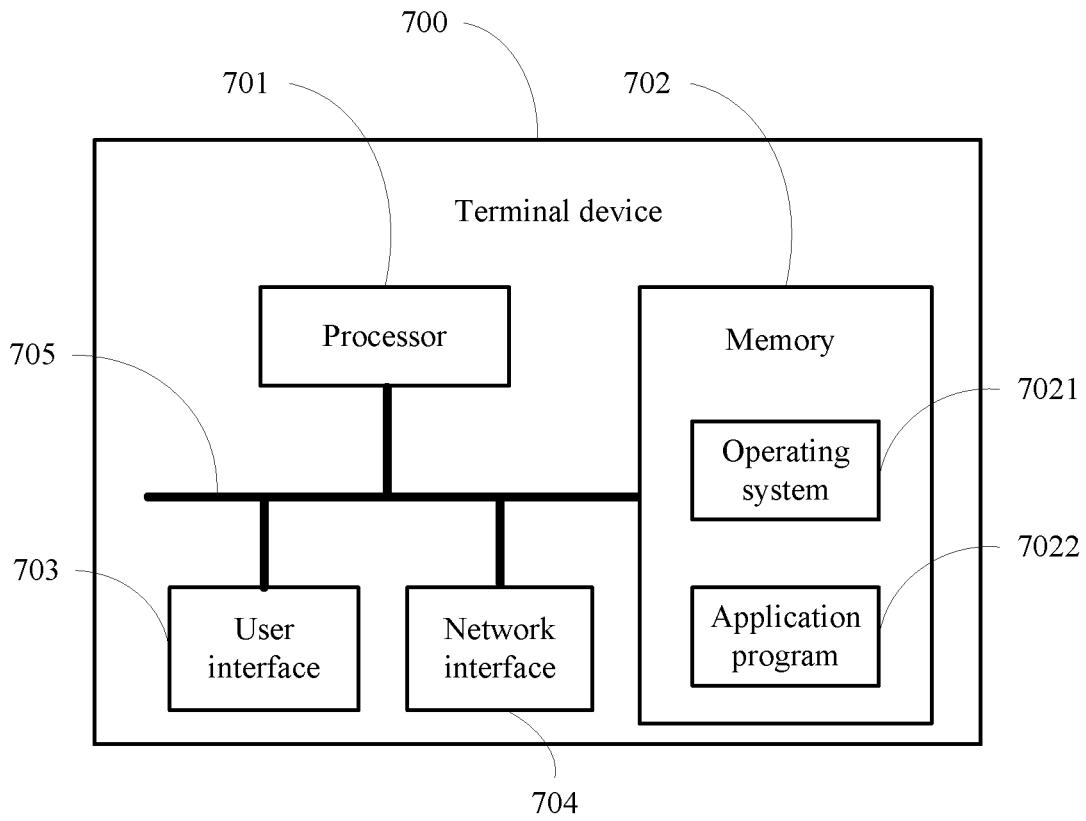 700
701
702
Terminal device
Processor
Memory
705
7021
Operating
system
703
7022
User
interface
Network
interface
Application
program
704